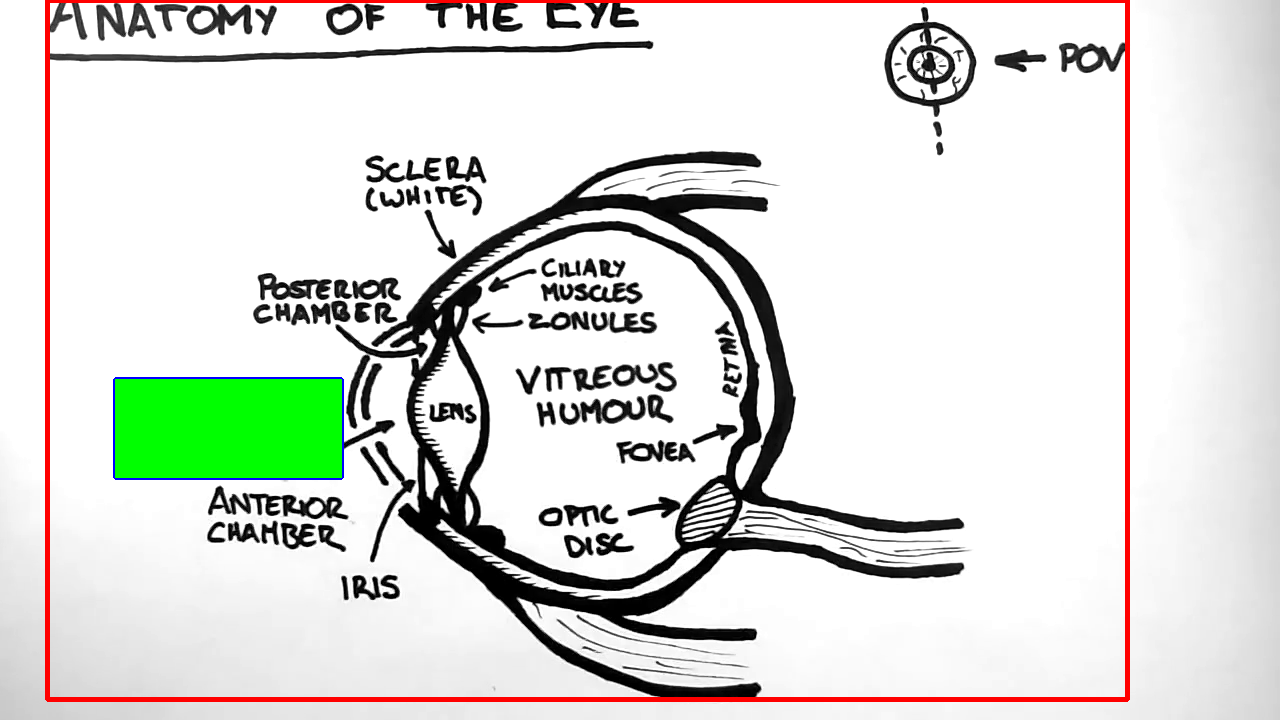 ANATOMY OF THE EYE
POV
SCLERA
(WHITE)
POSTERIOR
CHAMBER
CILIARY
MUSCLES
ZONULES
RETINA
VITREOUS
HUMOUR
LENS
FOVEA
ANTERIOR
CHAMBER
OPTIC
DISC
IRIS